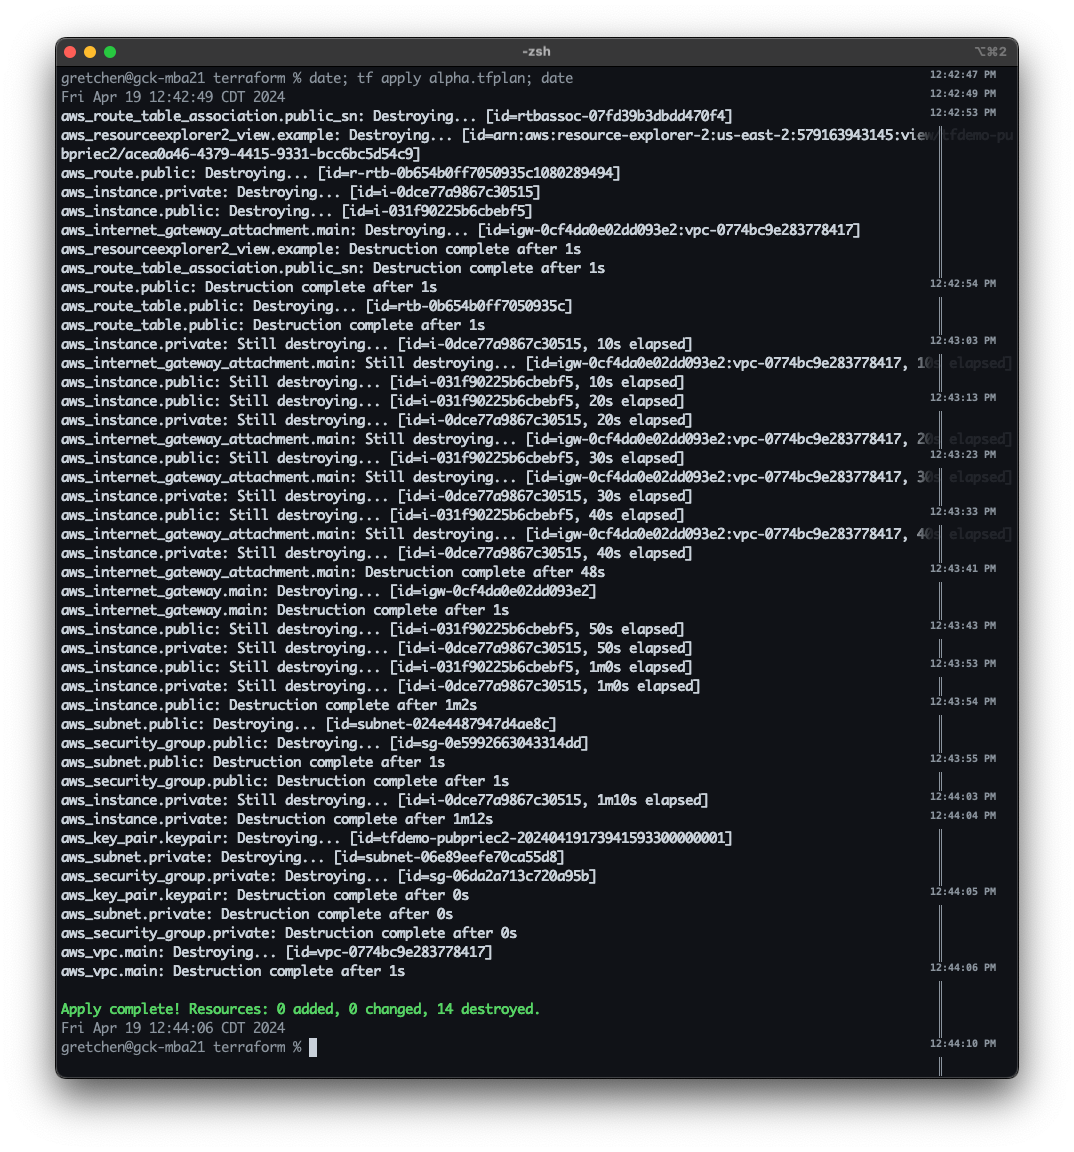 -zsh
⌥⌘2
gretchen@gck-mba21 terraform % date; tf apply alpha.tfplan; date 12:42:47 PM
Fri Apr 19 12:42:49 CDT 2024 12:42:49 PM
aws_route_table_association.public_sn: Destroying... [id=rtbassoc-07fd39b3dbdd470f4] 12:42:53 PM
aws_resourceexplorer2_view.example: Destroying... [id=arn:aws:resource-explorer-2:us-east-2:579163943145:view/tfdemo-pu
bpriec2/acea0a46-4379-4415-9331-bcc6bc5d54c9]
aws_route.public: Destroying... [id=r-rtb-0b654b0ff7050935c1080289494]
aws_instance.private: Destroying... [id=i-0dce77a9867c30515]
aws_instance.public: Destroying... [id=i-031f90225b6cbebf5]
aws_internet_gateway_attachment.main: Destroying... [id=igw-0cf4da0e02dd093e2:vpc-0774bc9e283778417]
aws_resourceexplorer2_view.example: Destruction complete after 1s
aws_route_table_association.public_sn: Destruction complete after 1s
aws_route.public: Destruction complete after 1s 12:42:54 PM
aws_route_table.public: Destroying... [id=rtb-0b654b0ff7050935c]
aws_route_table.public: Destruction complete after 1s
aws_instance.private: Still destroying... [id=i-0dce77a9867c30515, 10s elapsed] 12:43:03 PM
aws_internet_gateway_attachment.main: Still destroying... [id=igw-0cf4da0e02dd093e2:vpc-0774bc9e283778417, 10s elapsed]
aws_instance.public: Still destroying... [id=i-031f90225b6cbebf5, 10s elapsed]
aws_instance.public: Still destroying... [id=i-031f90225b6cbebf5, 20s elapsed] 12:43:13 PM
aws_instance.private: Still destroying... [id=i-0dce77a9867c30515, 20s elapsed]
aws_internet_gateway_attachment.main: Still destroying... [id=igw-0cf4da0e02dd093e2:vpc-0774bc9e283778417, 20s elapsed]
aws_instance.public: Still destroying... [id=i-031f90225b6cbebf5, 30s elapsed] 12:43:23 PM
aws_internet_gateway_attachment.main: Still destroying... [id=igw-0cf4da0e02dd093e2:vpc-0774bc9e283778417, 30s elapsed]
aws_instance.private: Still destroying... [id=i-0dce77a9867c30515, 30s elapsed]
aws_instance.public: Still destroying... [id=i-031f90225b6cbebf5, 40s elapsed] 12:43:33 PM
aws_internet_gateway_attachment.main: Still destroying... [id=igw-0cf4da0e02dd093e2:vpc-0774bc9e283778417, 40s elapsed]
aws_instance.private: Still destroying... [id=i-0dce77a9867c30515, 40s elapsed]
aws_internet_gateway_attachment.main: Destruction complete after 48s 12:43:41 PM
aws_internet_gateway.main: Destroying... [id=igw-0cf4da0e02dd093e2]
aws_internet_gateway.main: Destruction complete after 1s
aws_instance.public: Still destroying... [id=i-031f90225b6cbebf5, 50s elapsed] 12:43:43 PM
aws_instance.private: Still destroying... [id=i-0dce77a9867c30515, 50s elapsed]
aws_instance.public: Still destroying... [id=i-031f90225b6cbebf5, 1m0s elapsed] 12:43:53 PM
aws_instance.private: Still destroying... [id=i-0dce77a9867c30515, 1m0s elapsed]
aws_instance.public: Destruction complete after 1m2s 12:43:54 PM
aws_subnet.public: Destroying... [id=subnet-024e4487947d4ae8c]
aws_security_group.public: Destroying... [id=sg-0e5992663043314dd]
aws_subnet.public: Destruction complete after 1s 12:43:55 PM
aws_security_group.public: Destruction complete after 1s
aws_instance.private: Still destroying... [id=i-0dce77a9867c30515, 1m10s elapsed] 12:44:03 PM
aws_instance.private: Destruction complete after 1m12s 12:44:04 PM
aws_key_pair.keypair: Destroying... [id=tfdemo-pubpriec2-20240419173941593300000001]
aws_subnet.private: Destroying... [id=subnet-06e89eefe70ca55d8]
aws_security_group.private: Destroying... [id=sg-06da2a713c720a95b]
aws_key_pair.keypair: Destruction complete after 0s 12:44:05 PM
aws_subnet.private: Destruction complete after 0s
aws_security_group.private: Destruction complete after 0s
aws_vpc.main: Destroying... [id=vpc-0774bc9e283778417]
aws_vpc.main: Destruction complete after 1s 12:44:06 PM
Apply complete! Resources: 0 added, 0 changed, 14 destroyed.
Fri Apr 19 12:44:06 CDT 2024
gretchen@gck-mba21 terraform % 12:44:10 PM